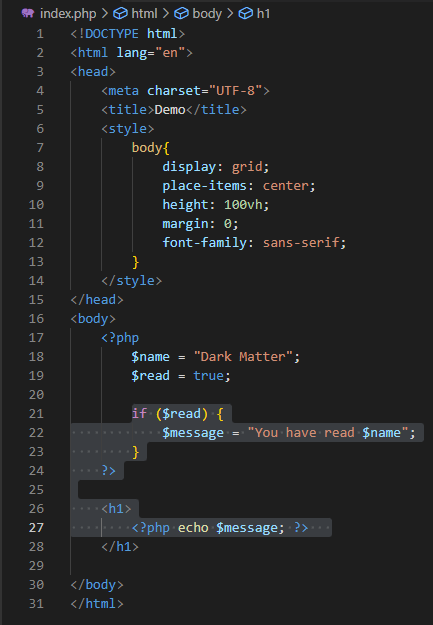 index.php > html > body > h1
1 <!DOCTYPE html>
2 <html lang="en">
3 <head>
4     <meta charset="UTF-8">
5     <title>Demo</title>
6     <style>
7         body{
8             display: grid;
9             place-items: center;
10             height: 100vh;
11             margin: 0;
12             font-family: sans-serif;
13         }
14     </style>
15 </head>
16 <body>
17     <?php
18         $name = "Dark Matter";
19         $read = true;
20
21         if ($read) {
22             $message = "You have read $name";
23         }
24     ?>
25
26     <h1>
27         <?php echo $message; ?>
28     </h1>
29
30 </body>
31 </html>